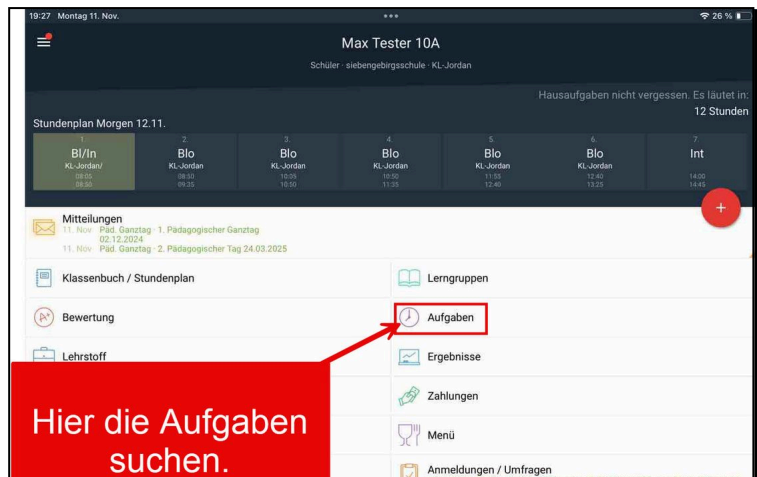 19:27 Montag 11. Nov.
26 %
Max Tester 10A
Schüler · siebengebirgsschule · KL-Jordan
Hausaufgaben nicht vergessen. Es läutet in:
12 Stunden
Stundenplan Morgen 12.11.
1. 2. 3. 4. 5. 6. 7.
Bl/In Blo Blo Blo Blo Blo Int
KL-Jordan/ KL-Jordan KL-Jordan KL-Jordan KL-Jordan KL-Jordan
08:05 08:50 10:05 10:50 11:55 12:40 14:00
08:50 09:35 10:50 11:35 12:40 13:25 14:45
+
Mitteilungen
11. Nov Päd. Ganztag · 1. Pädagogischer Ganztag
02.12.2024
11. Nov Päd. Ganztag · 2. Pädagogischer Tag 24.03.2025
Klassenbuch / Stundenplan
Lerngruppen
A+
Bewertung
Aufgaben
Lehrstoff
Ergebnisse
Zahlungen
Menü
Anmeldungen / Umfragen
Hier die Aufgaben
suchen.